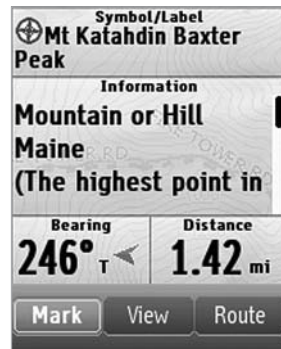 Symbol/Label
Mt Katahdin Baxter
Peak
Information
Mountain or Hill
Maine
(The highest point in
Bearing
246° T
Distance
1.42 mi
Mark
View
Route